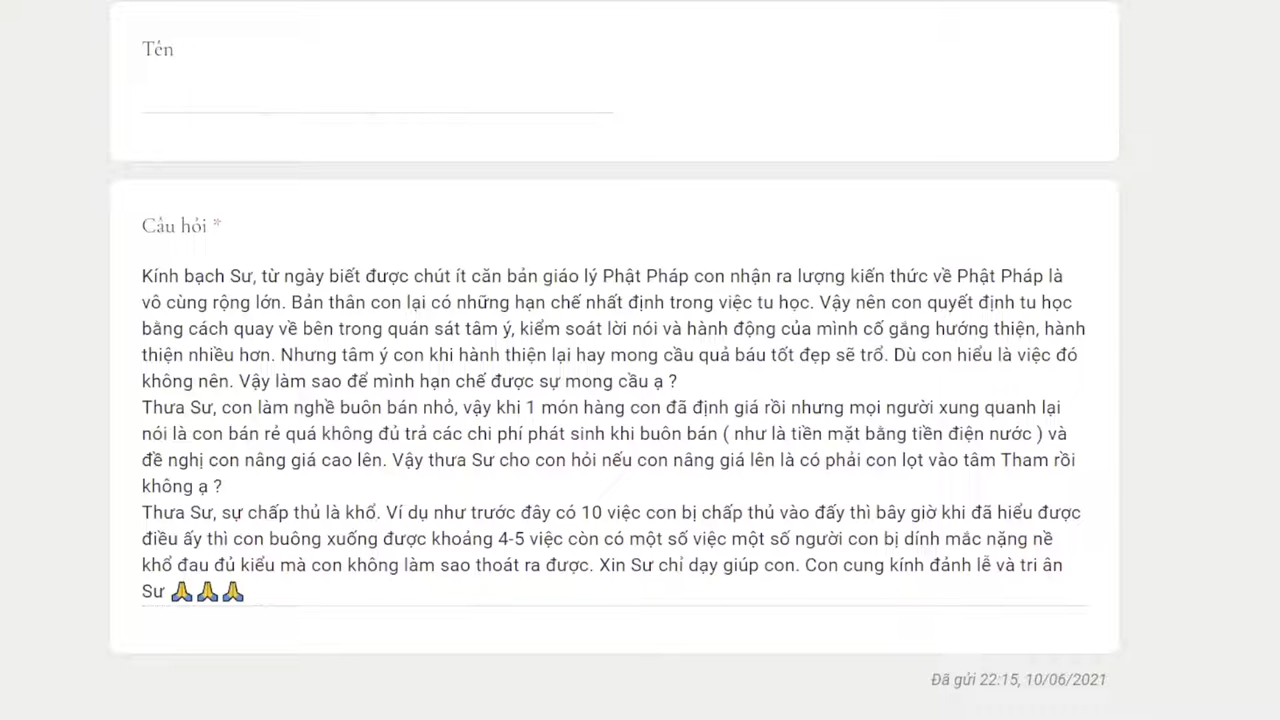 Tên
Câu hỏi *
Kính bạch Sư, từ ngày biết được chút ít căn bản giáo lý Phật Pháp con nhận ra lượng kiến thức về Phật Pháp là
vô cùng rộng lớn. Bản thân con lại có những hạn chế nhất định trong việc tu học. Vậy nên con quyết định tu học
bằng cách quay về bên trong quán sát tâm ý, kiểm soát lời nói và hành động của mình cố gắng hướng thiện, hành
thiện nhiều hơn. Nhưng tâm ý con khi hành thiện lại hay mong cầu quả báu tốt đẹp sẽ trổ. Dù con hiểu là việc đó
không nên. Vậy làm sao để mình hạn chế được sự mong cầu ạ ?
Thưa Sư, con làm nghề buôn bán nhỏ, vậy khi 1 món hàng con đã định giá rồi nhưng mọi người xung quanh lại
nói là con bán rẻ quá không đủ trả các chi phí phát sinh khi buôn bán ( như là tiền mặt bằng tiền điện nước ) và
đề nghị con nâng giá cao lên. Vậy thưa Sư cho con hỏi nếu con nâng giá lên là có phải con lọt vào tâm Tham rồi
không ạ ?
Thưa Sư, sự chấp thủ là khổ. Ví dụ như trước đây có 10 việc con bị chấp thủ vào đấy thì bây giờ khi đã hiểu được
điều ấy thì con buông xuống được khoảng 4-5 việc còn có một số việc một số người con bị dính mắc nặng nề
khổ đau đủ kiểu mà con không làm sao thoát ra được. Xin Sư chỉ dạy giúp con. Con cung kính đảnh lễ và tri ân
Sư 🙏🙏🙏
Đã gửi 22:15, 10/06/2021